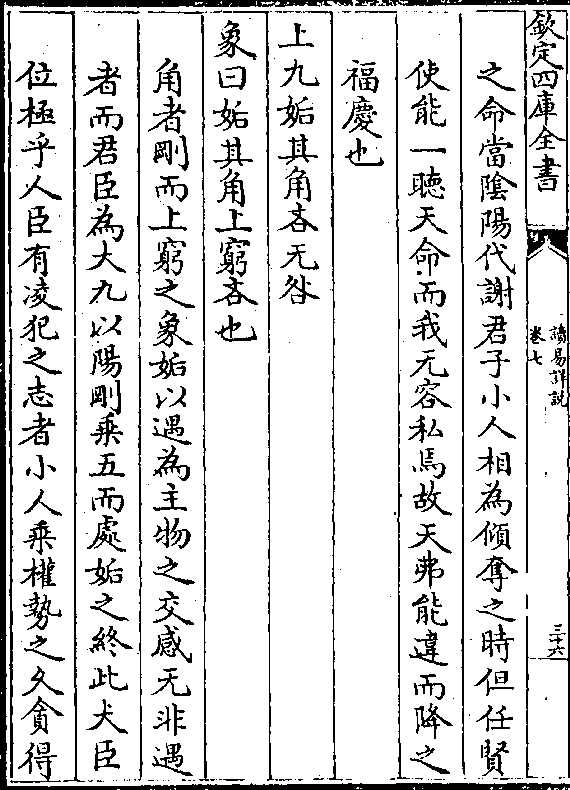 欽定四庫全書
讀易詳說
卷七
三十六
之命當陰陽代謝君子小人相為傾奪之時但任賢
使能一聽天命而我无容私焉故天弗能違而降之
福慶也
上九姤其角吝无咎
象曰姤其角上窮吝也
角者剛而上窮之象姤以遇為主物之交感无非遇
者而君臣為大九以陽剛乘五而處姤之終此大臣
位極乎人臣有凌犯之志者小人乘權勢之久貪得